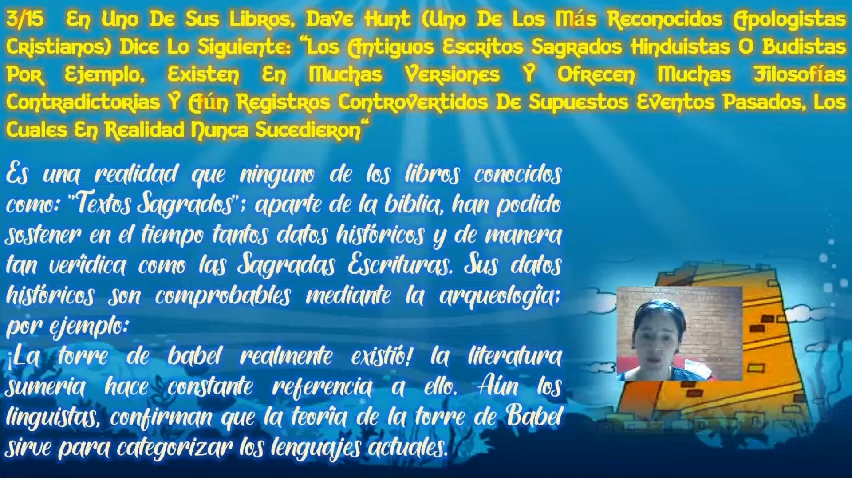 3/15 En Uno De Sus Libros, Dave Hunt (Uno De Los Más Reconocidos Apologistas
Cristianos) Dice Lo Siguiente: "Los Antiguos Escritos Sagrados Hinduistas O Budistas
Por Ejemplo, Existen En Muchas Versiones Y Ofrecen Muchas Filosofías
Contradictorias Y Aún Registros Controvertidos De Supuestos Eventos Pasados, Los
Cuales En Realidad Nunca Sucedieron"
Es una realidad que ninguno de los libros conocidos
como: "Textos Sagrados"; aparte de la biblia, han podido
sostener en el tiempo tantos datos históricos y de manera
tan verídica como las Sagradas Escrituras. Sus datos
históricos son comprobables mediante la arqueología;
por ejemplo:
¡La torre de babel realmente existió! la literatura
sumeria hace constante referencia a ello. Aún los
linguistas, confirman que la teoría de la torre de Babel
sirve para categorizar los lenguajes actuales.